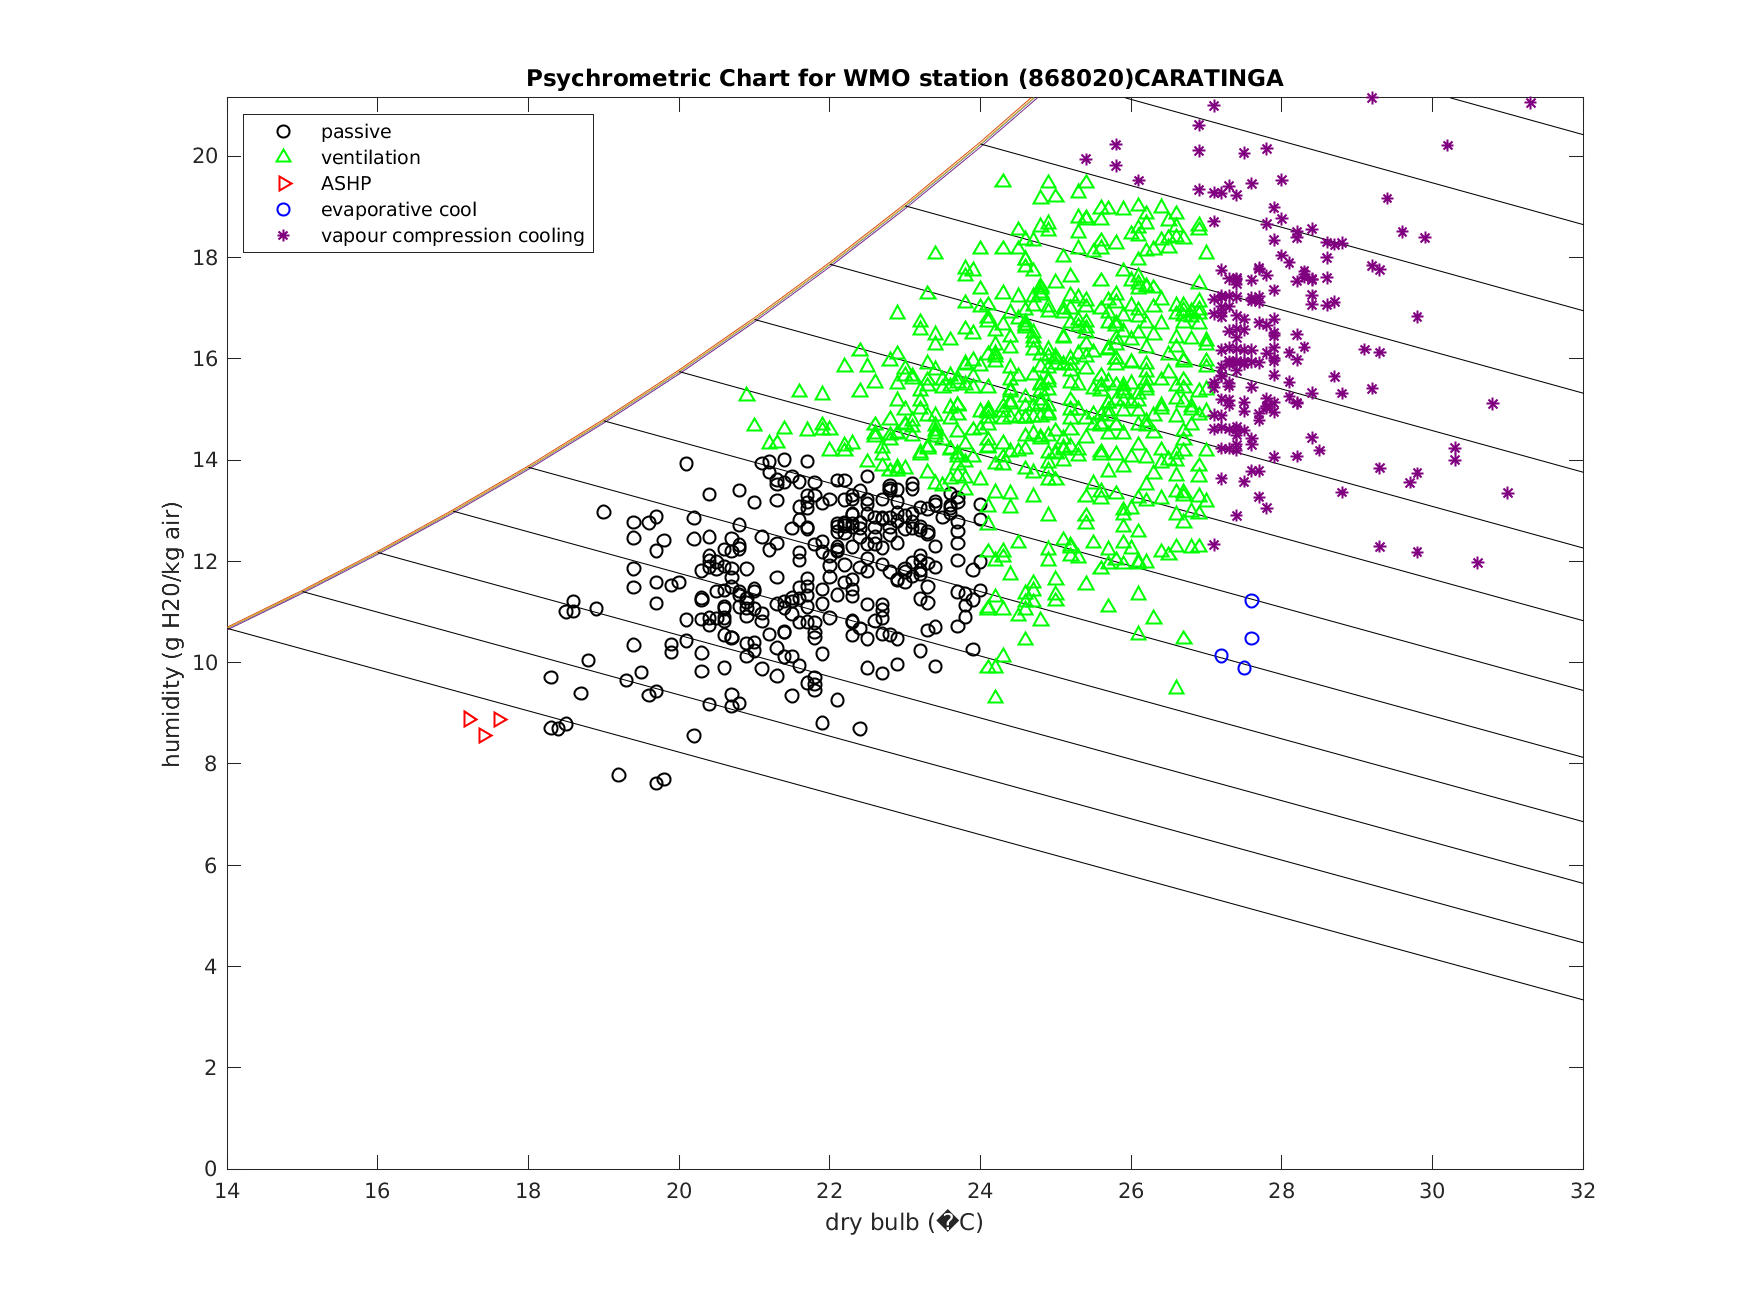 Psychrometric Chart for WMO station (868020)CARATINGA
passive
ventilation
ASHP
evaporative cool
vapour compression cooling
humidity (g H20/kg air)
20
18
16
14
12
10
8
6
4
2
0
14 16 18 20 22 24 26 28 30 32
dry bulb (�C)